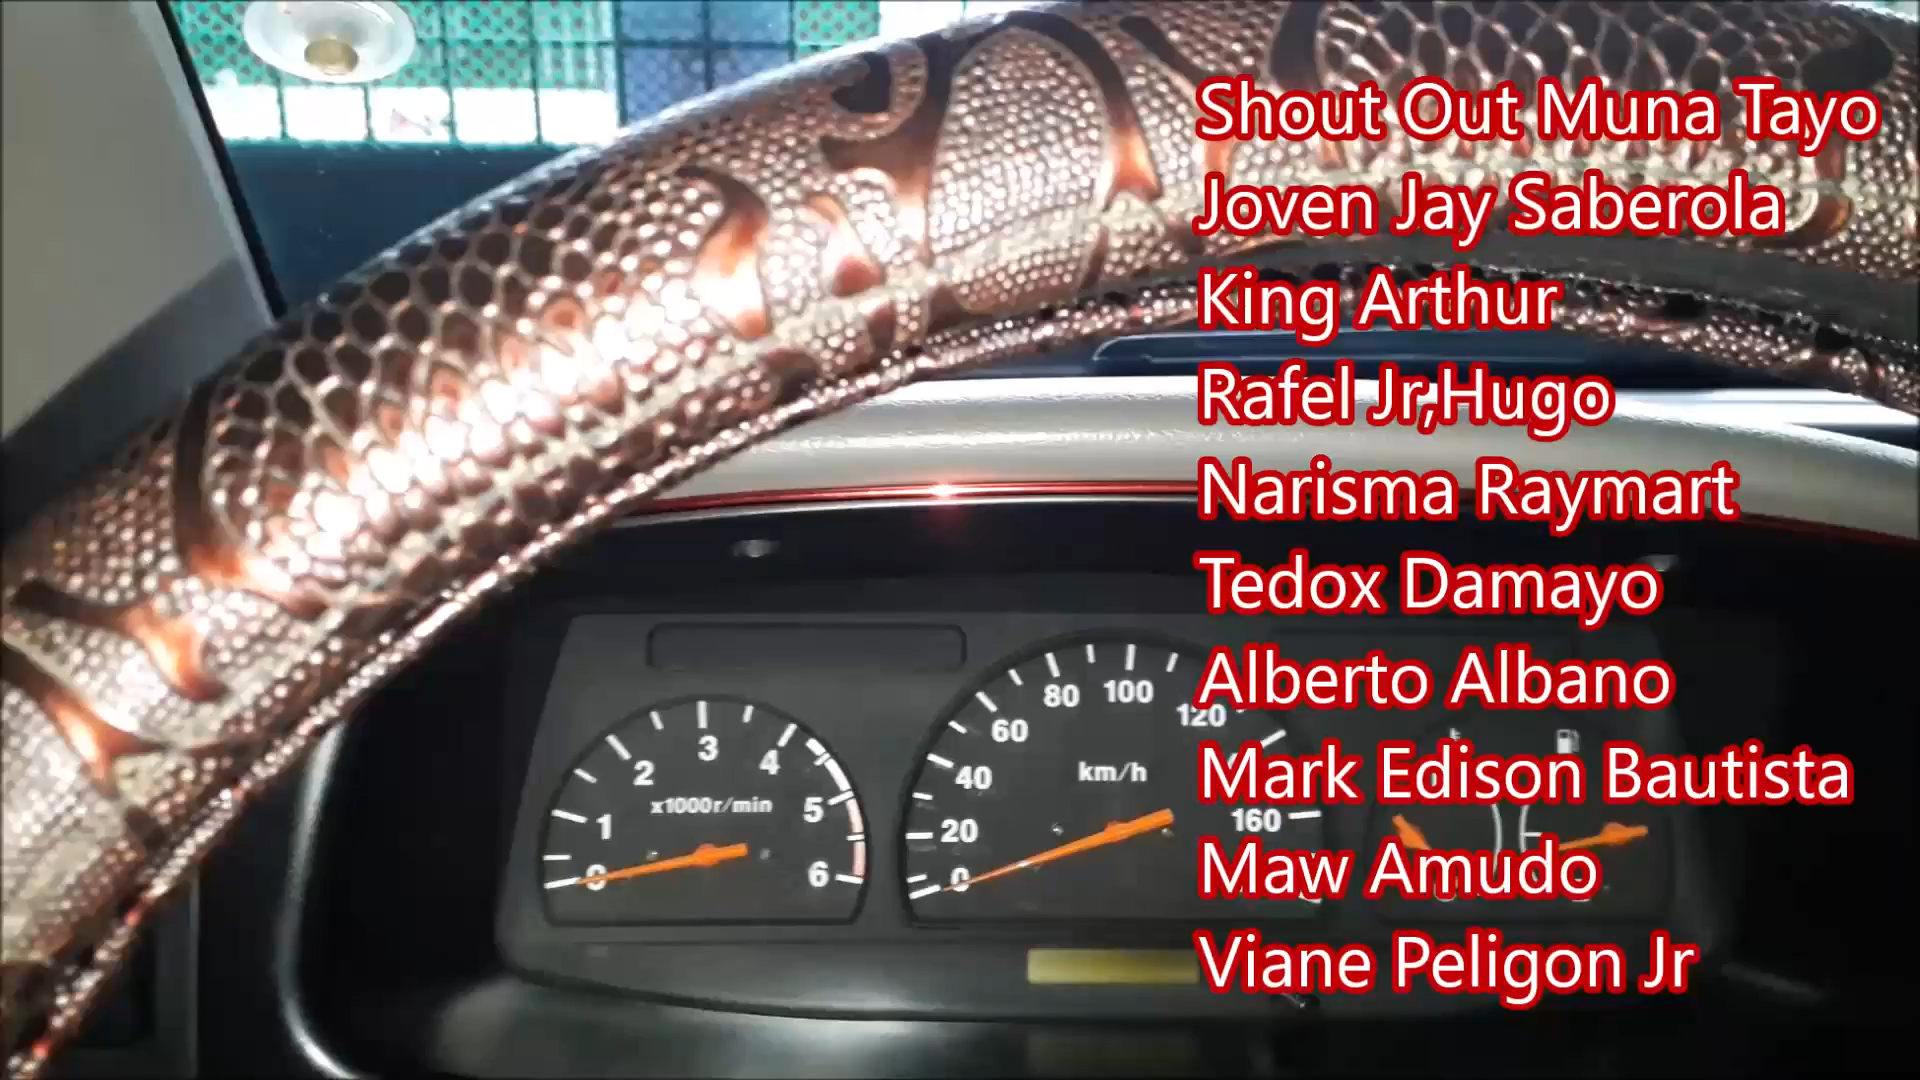 Shout Out Muna Tayo
Joven Jay Saberola
King Arthur
Rafel Jr,Hugo
Narisma Raymart
Tedox Damayo
Alberto Albano
Mark Edison Bautista
Maw Amudo
Viane Peligon Jr
0 1 2 3 4 5 6
x1000r/min
0 20 40 60 80 100 120 160
km/h